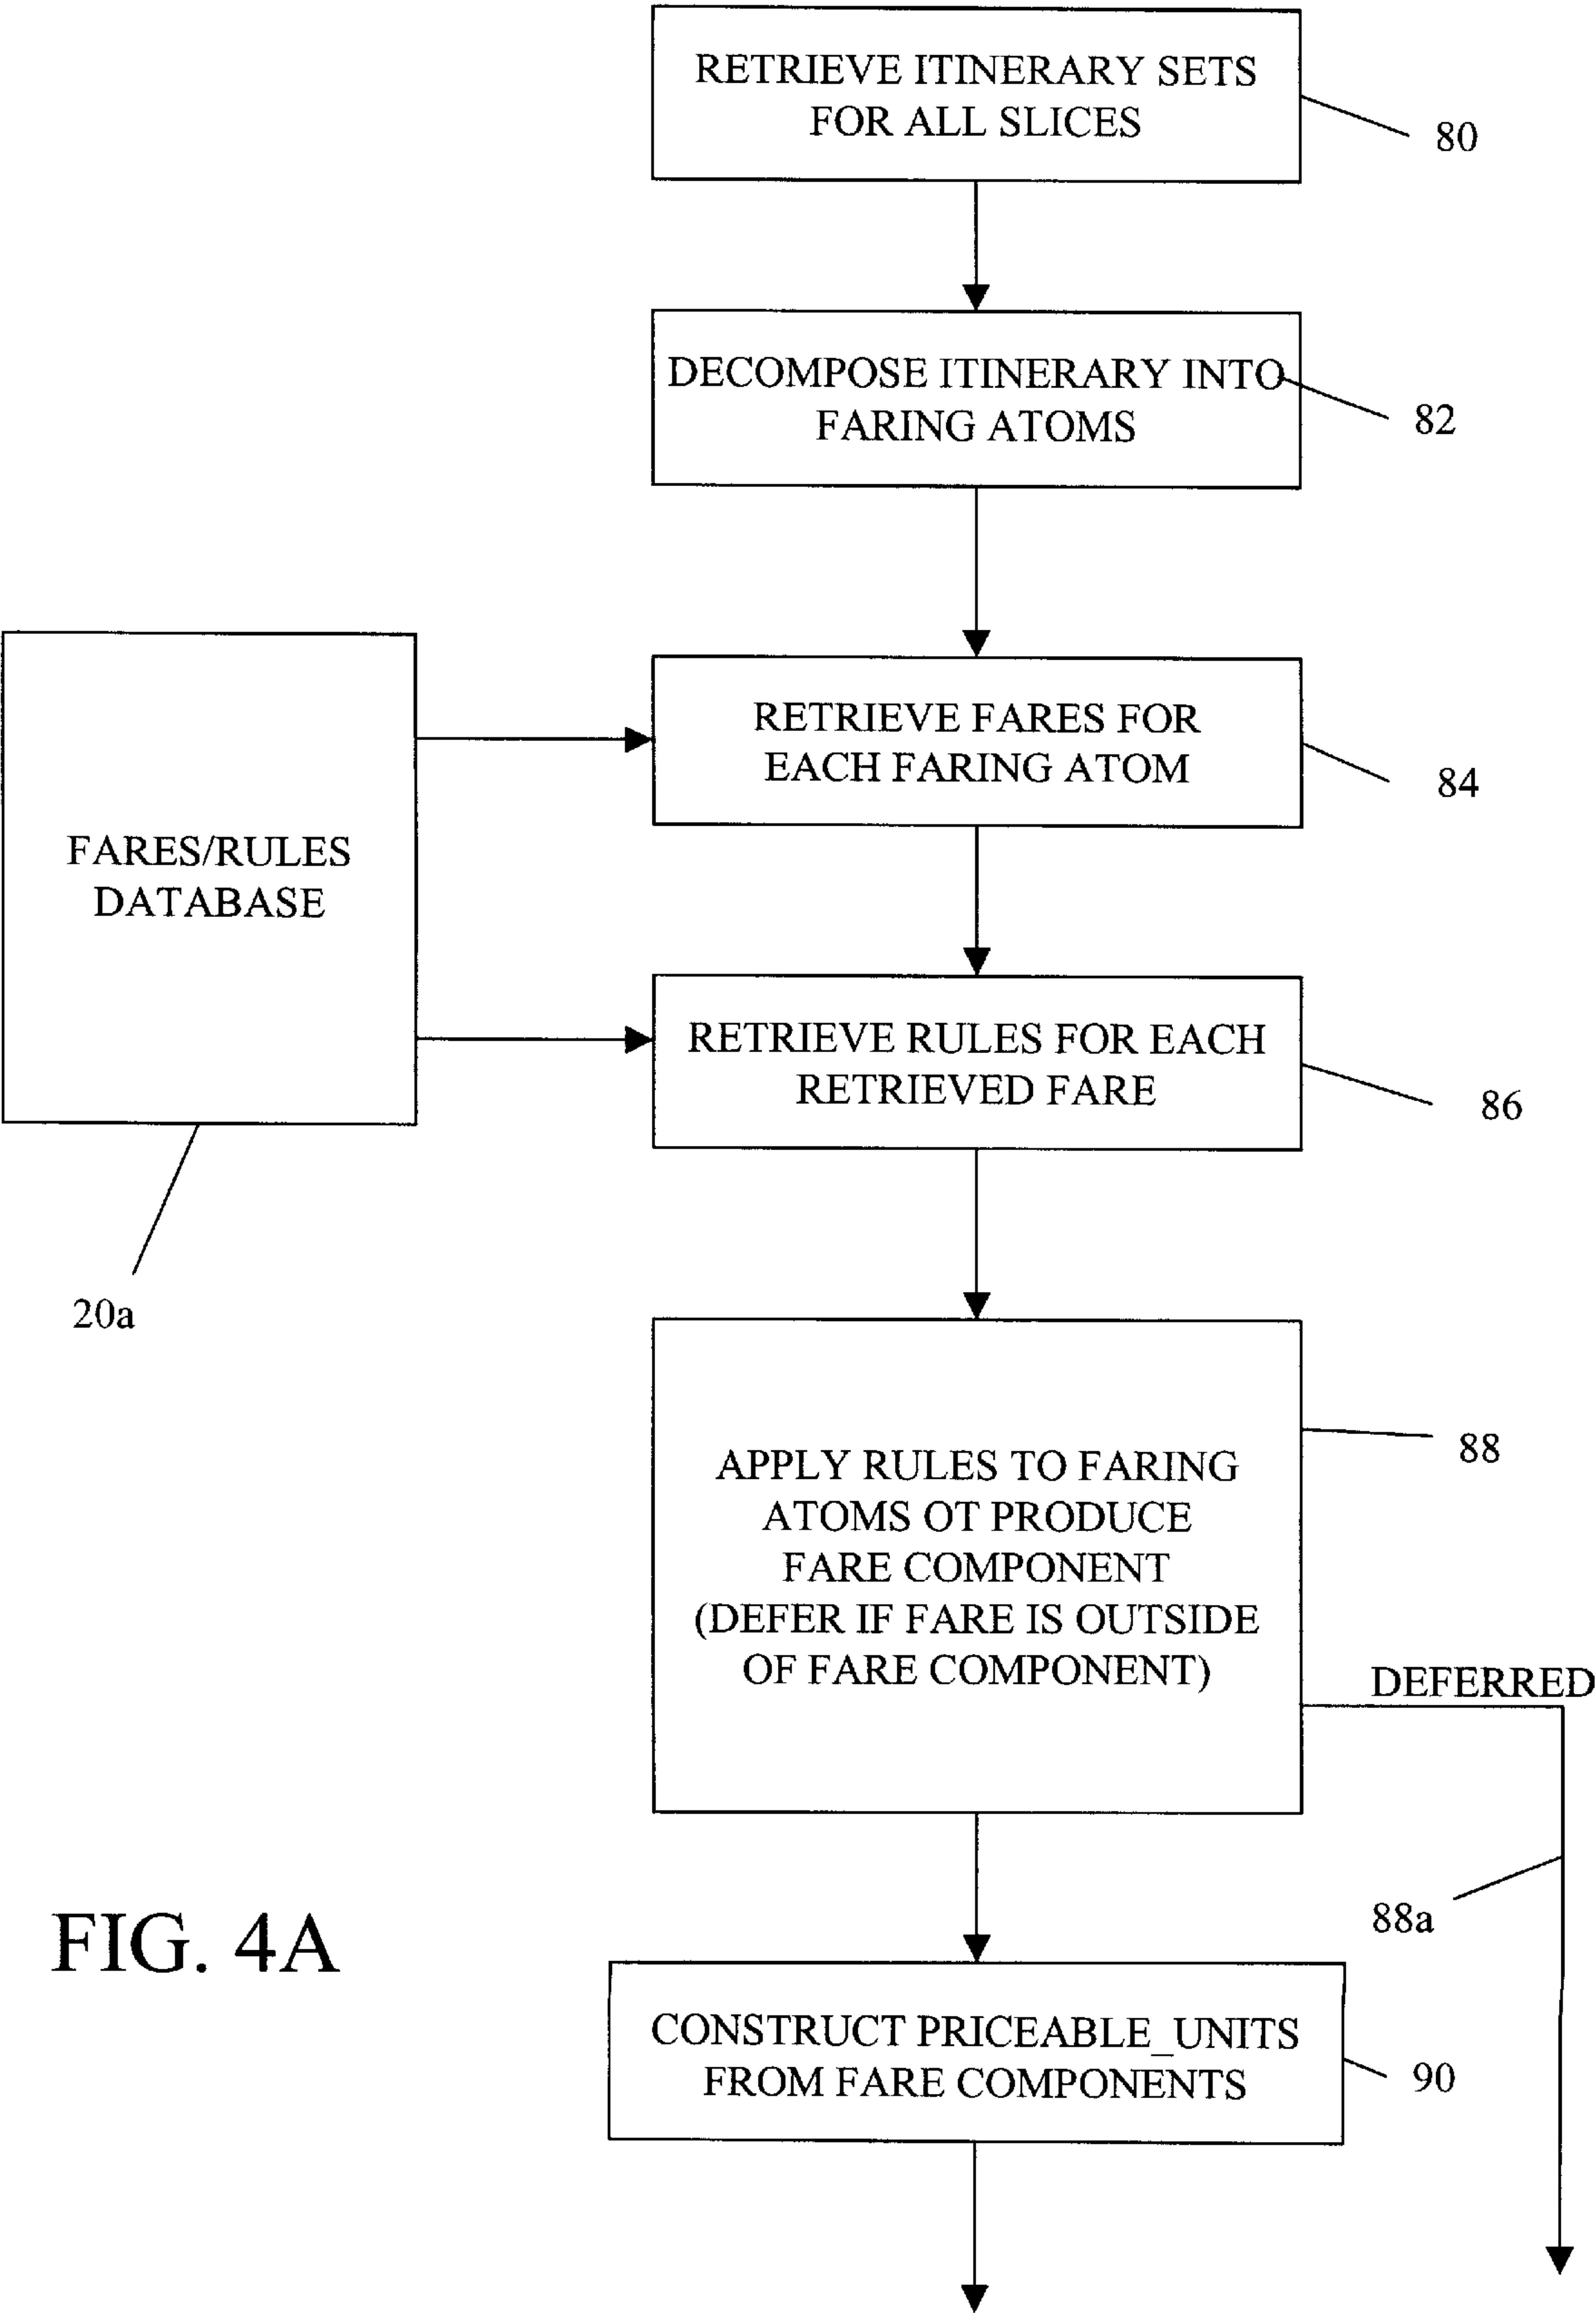 RETRIEVE ITINERARY SETS
FOR ALL SLICES
80
DECOMPOSE ITINERARY INTO
FARING ATOMS
82
RETRIEVE FARES FOR
EACH FARING ATOM
84
FARES/RULES
DATABASE
20a
RETRIEVE RULES FOR EACH
RETRIEVED FARE
86
APPLY RULES TO FARING
ATOMS OT PRODUCE
FARE COMPONENT
(DEFER IF FARE IS OUTSIDE
OF FARE COMPONENT)
88
DEFERRED
88a
FIG. 4A
CONSTRUCT PRICEABLE_UNITS
FROM FARE COMPONENTS
90